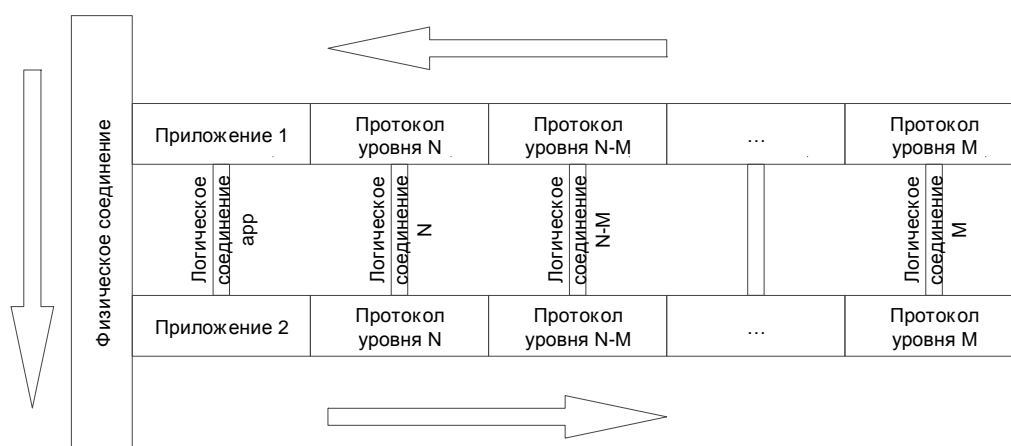 Физическое соединение
Приложение 1
Протокол
уровня N
Протокол
уровня N-M
...
Протокол
уровня M
Логическое
соединение
app
Логическое
соединение
N
Логическое
соединение
N-M
Логическое
соединение
M
Приложение 2
Протокол
уровня N
Протокол
уровня N-M
...
Протокол
уровня M